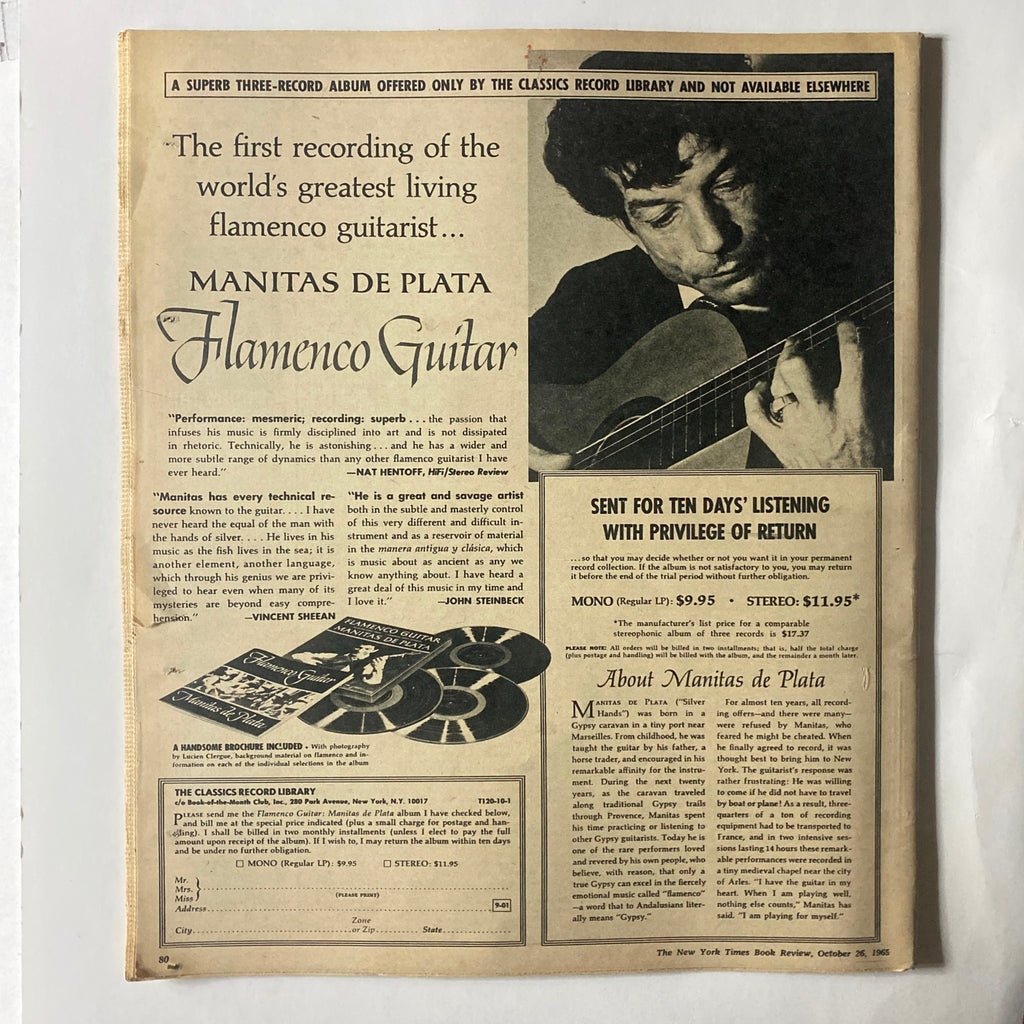 A SUPERB THREE-RECORD ALBUM OFFERED ONLY BY THE CLASSICS RECORD LIBRARY AND NOT AVAILABLE ELSEWHERE
The first recording of the
world's greatest living
flamenco guitarist...
MANITAS DE PLATA
Flamenco Guitar
"Performance: mesmeric; recording: superb . . . the passion that
infuses his music is firmly disciplined into art and is not dissipated
in rhetoric. Technically, he is astonishing . . . and he has a wider and
more subtle range of dynamics than any other flamenco guitarist I have
ever heard."
—NAT HENTOFF, HiFi/Stereo Review
"Manitas has every technical re-
source known to the guitar. . . . I have
never heard the equal of the man with
the hands of silver. . . . He lives in his
music as the fish lives in the sea; it is
another element, another language,
which through his genius we are privi-
leged to hear even when many of its
mysteries are beyond easy compre-
hension."
—VINCENT SHEEAN
"He is a great and savage artist
both in the subtle and masterly control
of this very different and difficult in-
strument and as a reservoir of material
in the manera antigua y clásica, which
is music about as ancient as any we
know anything about. I have heard a
great deal of this music in my time and
I love it."
—JOHN STEINBECK
FLAMENCO GUITAR
MANITAS DE PLATA
Flamenco Guitar
Manitas de Plata
A HANDSOME BROCHURE INCLUDED • With photography
by Lucien Clergue, background material on flamenco and in-
formation on each of the individual selections in the album
THE CLASSICS RECORD LIBRARY
c/o Book-of-the-Month Club, Inc., 280 Park Avenue, New York, N.Y. 10017 T120-10-1
PLEASE send me the Flamenco Guitar: Manitas de Plata album I have checked below,
and bill me at the special price indicated (plus a small charge for postage and han-
dling). I shall be billed in two monthly installments (unless I elect to pay the full
amount upon receipt of the album). If I wish to, I may return the album within ten days
and be under no further obligation.
MONO (Regular LP): $9.95 STEREO: $11.95
Mr.
Mrs.
Miss
(PLEASE PRINT)
Address
9-01
Zone
City or Zip State
SENT FOR TEN DAYS' LISTENING
WITH PRIVILEGE OF RETURN
. . . so that you may decide whether or not you want it in your permanent
record collection. If the album is not satisfactory to you, you may return
it before the end of the trial period without further obligation.
MONO (Regular LP): $9.95 • STEREO: $11.95*
*The manufacturer's list price for a comparable
stereophonic album of three records is $17.37
PLEASE NOTE: All orders will be billed in two installments; that is, half the total charge
(plus postage and handling) will be billed with the album, and the remainder a month later.
About Manitas de Plata
MANITAS DE PLATA ("Silver
Hands") was born in a
Gypsy caravan in a tiny port near
Marseilles. From childhood, he was
taught the guitar by his father, a
horse trader, and encouraged in his
remarkable affinity for the instru-
ment. During the next twenty
years, as the caravan traveled
along traditional Gypsy trails
through Provence, Manitas spent
his time practicing or listening to
other Gypsy guitarists. Today he is
one of the rare performers loved
and revered by his own people, who
believe, with reason, that only a
true Gypsy can excel in the fiercely
emotional music called "flamenco"
—a word that to Andalusians liter-
ally means "Gypsy."
For almost ten years, all record-
ing offers—and there were many—
were refused by Manitas, who
feared he might be cheated. When
he finally agreed to record, it was
thought best to bring him to New
York. The guitarist's response was
rather frustrating: He was willing
to come if he did not have to travel
by boat or plane! As a result, three-
quarters of a ton of recording
equipment had to be transported to
France, and in two intensive ses-
sions lasting 14 hours these remark-
able performances were recorded in
a tiny medieval chapel near the city
of Arles. "I have the guitar in my
heart. When I am playing well,
nothing else counts," Manitas has
said. "I am playing for myself."
80
The New York Times Book Review, October 26, 1965